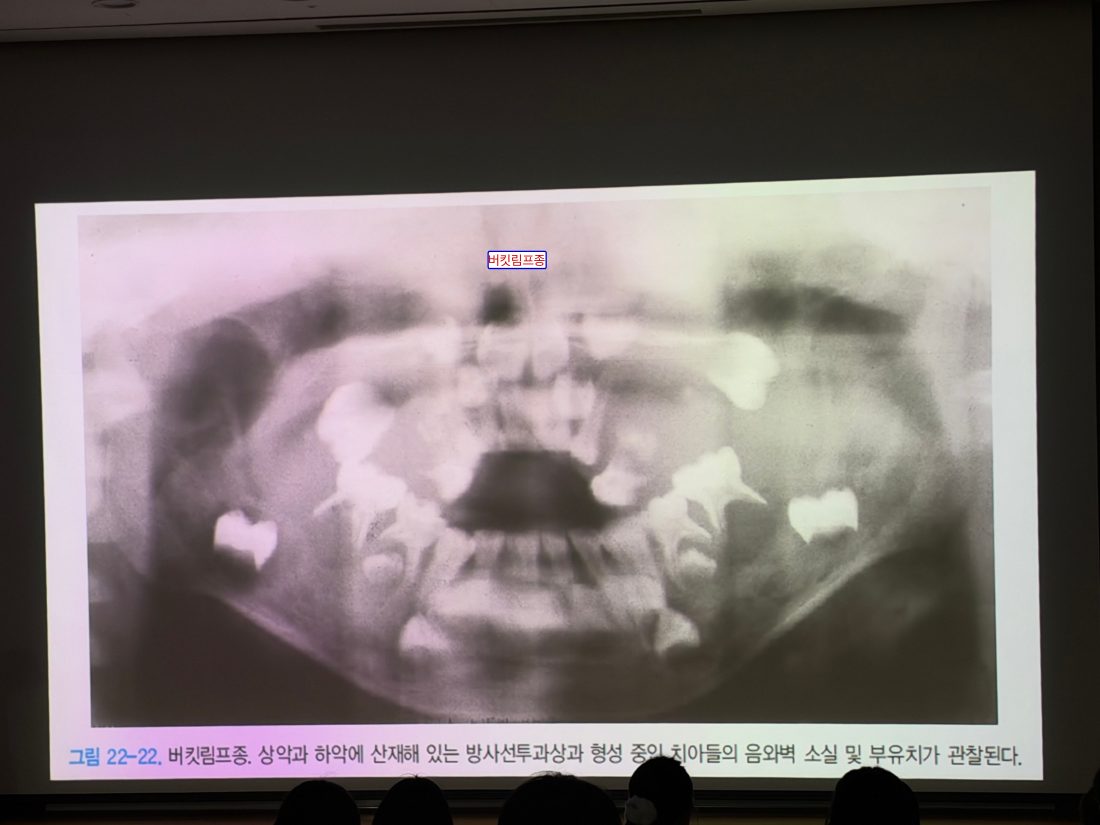 버킷림프종
그림 22-22. 버킷림프종. 상악과 하악에 산재해 있는 방사선투과상과 형성 중인 치아들의 음와벽 소실 및 부유치가 관찰된다.